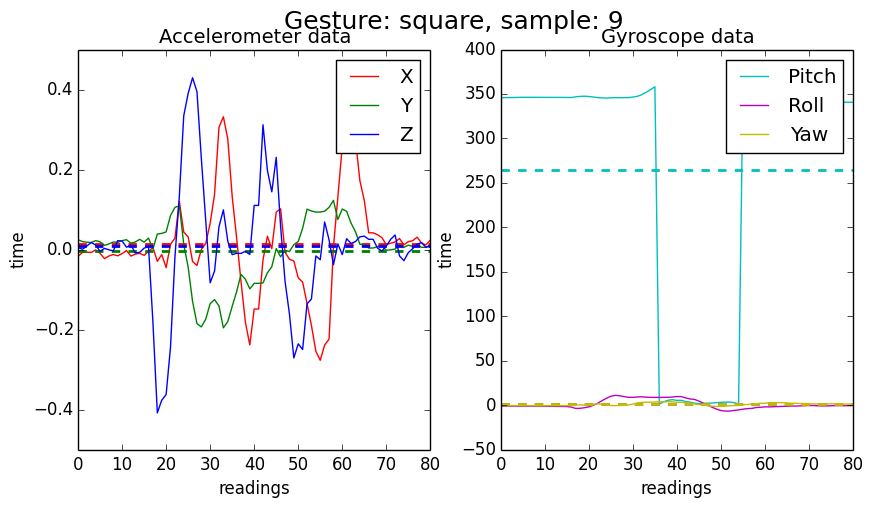 Gesture: square, sample: 9
Accelerometer data
0.4
0.2
0.0
−0.2
−0.4
0 10 20 30 40 50 60 70 80
time
readings
X
Y
Z
Gyroscope data
400
350
300
250
200
150
100
50
0
−50
0 10 20 30 40 50 60 70 80
time
readings
Pitch
Roll
Yaw